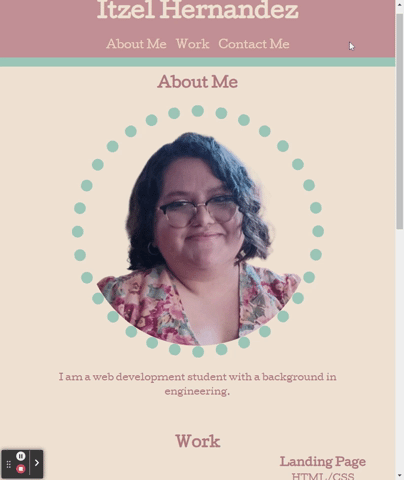 Itzel Hernandez
About Me Work Contact Me
About Me
I am a web development student with a background in
engineering.
Work
Landing Page
HTML/CSS